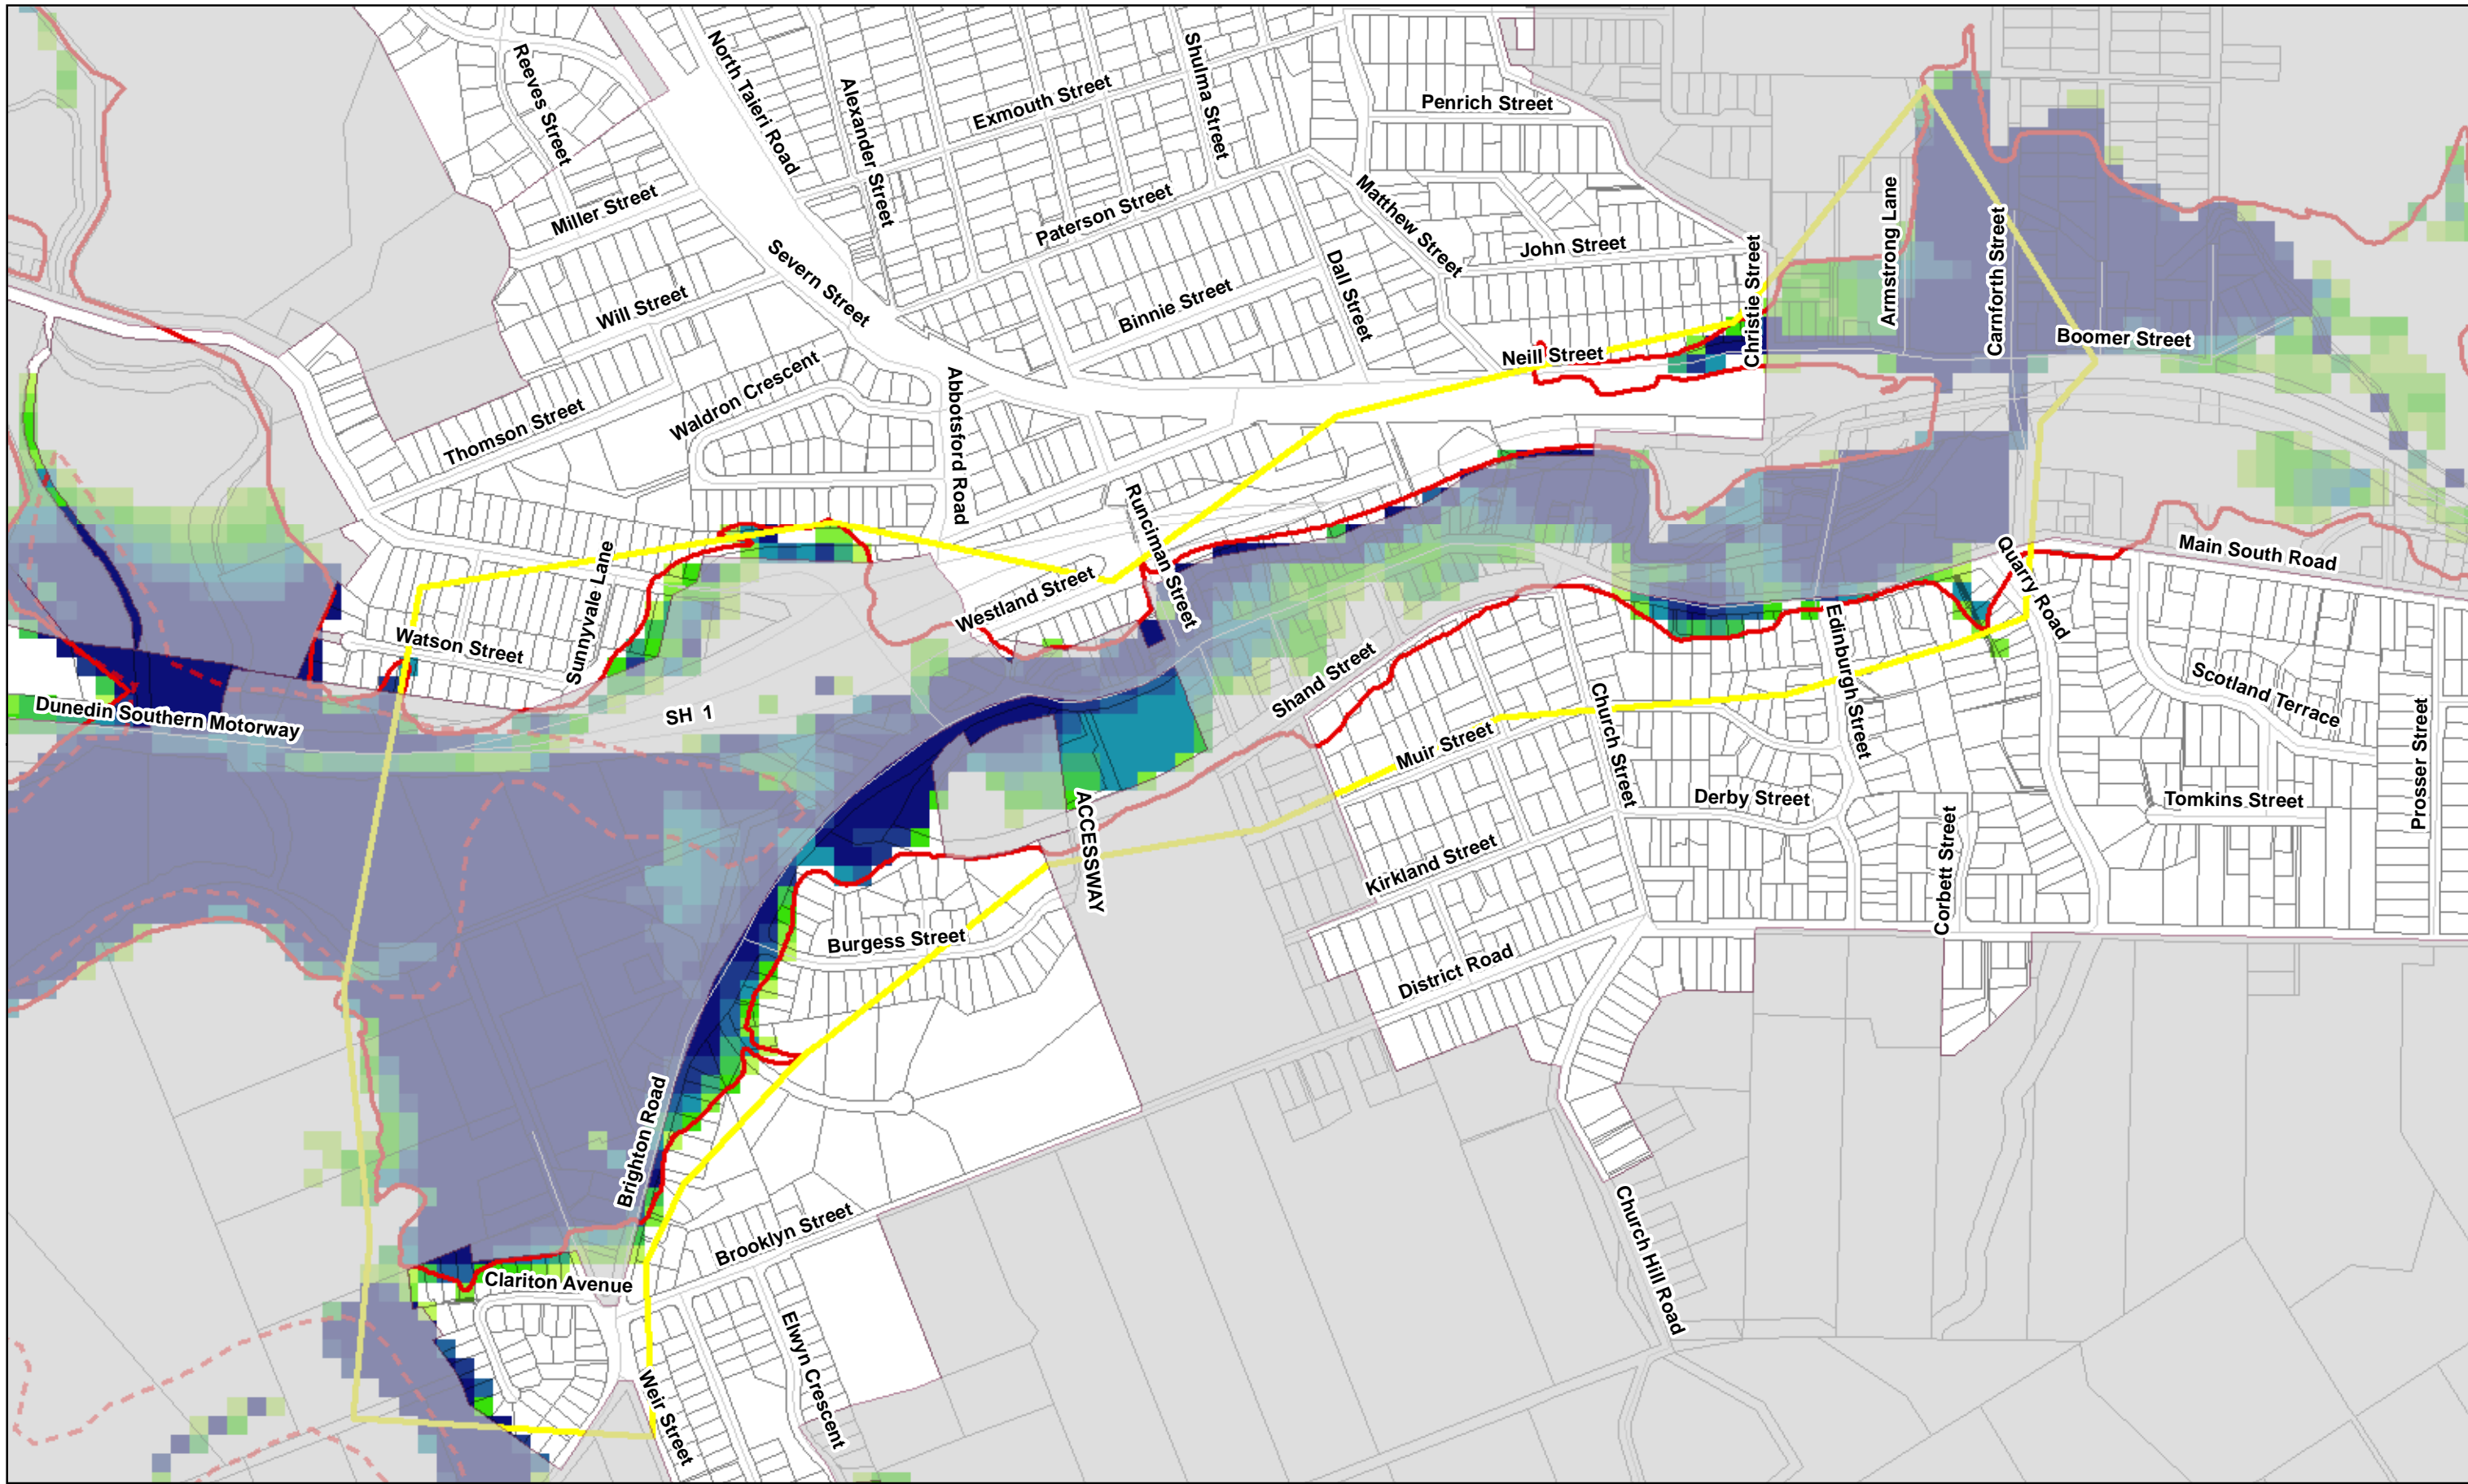 Reeves Street
North Taieri Road
Alexander Street
Exmouth Street
Shulma Street
Penrich Street
Miller Street
Paterson Street
Matthew Street
John Street
Christie Street
Armstrong Lane
Carnforth Street
Boomer Street
Will Street
Severn Street
Binnie Street
Dall Street
Neill Street
Thomson Street
Waldron Crescent
Abbotsford Road
Runciman Street
Westland Street
Sunnyvale Lane
Watson Street
Quarry Road
Main South Road
Dunedin Southern Motorway
SH 1
Shand Street
Church Street
Edinburgh Street
Scotland Terrace
Prosser Street
Muir Street
Derby Street
Tomkins Street
ACCESSWAY
Kirkland Street
Corbett Street
Burgess Street
District Road
Brighton Road
Brooklyn Street
Church Hill Road
Clariton Avenue
Elwyn Crescent
Weir Street